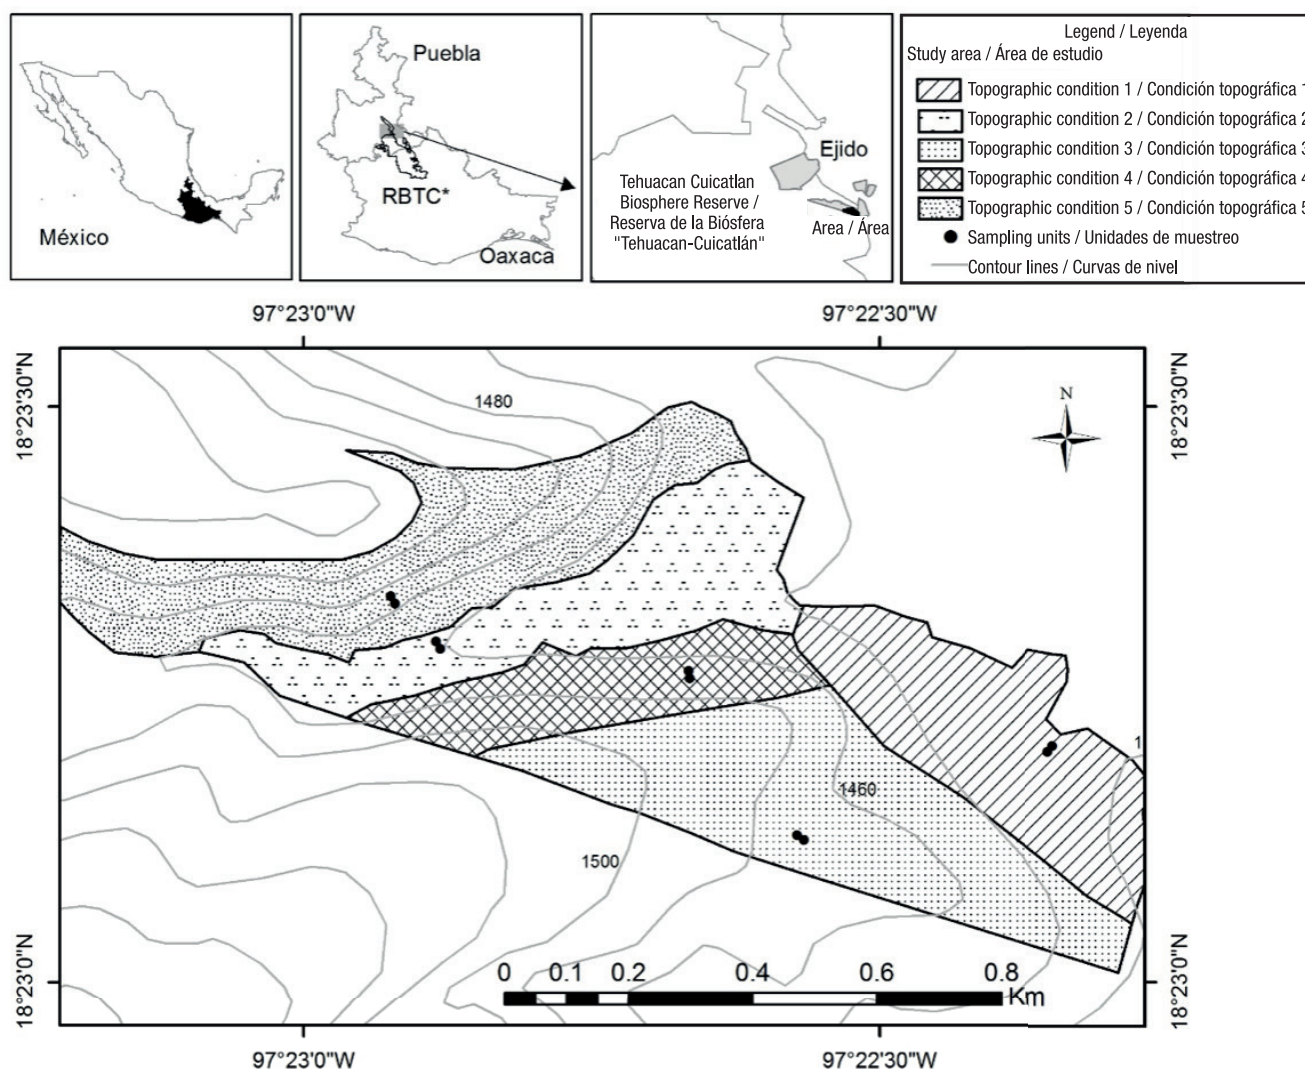 México
Puebla
RBTC*
Oaxaca
Ejido
Tehuacan Cuicatlan
Biosphere Reserve /
Reserva de la Biósfera
"Tehuacan-Cuicatlán"
Area / Área
Legend / Leyenda
Study area / Área de estudio
Topographic condition 1 / Condición topográfica 1
Topographic condition 2 / Condición topográfica 2
Topographic condition 3 / Condición topográfica 3
Topographic condition 4 / Condición topográfica 4
Topographic condition 5 / Condición topográfica 5
Sampling units / Unidades de muestreo
Contour lines / Curvas de nivel
97°23'0"W
97°22'30"W
18°23'30"N
18°23'30"N
N
1480
1
1460
1500
18°23'0"N
18°23'0"N
0 0.1 0.2 0.4 0.6 0.8
Km
97°23'0"W
97°22'30"W